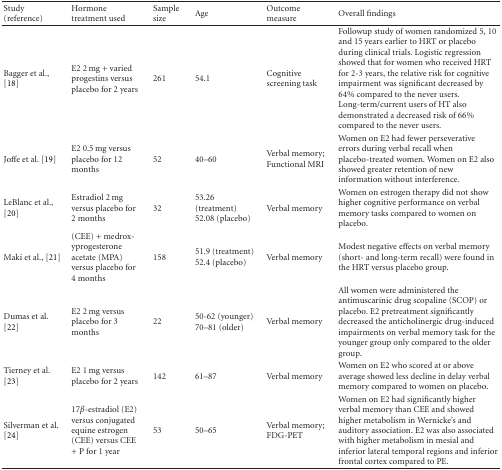 Study (reference) | Hormone treatment used | Sample size | Age | Outcome measure | Overall findings
Bagger et al., [18] | E2 2 mg + varied progestins versus placebo for 2 years | 261 | 54.1 | Cognitive screening task | Followup study of women randomized 5, 10 and 15 years earlier to HRT or placebo during clinical trials. Logistic regression showed that for women who received HRT for 2-3 years, the relative risk for cognitive impairment was significant decreased by 64% compared to the never users. Long-term/current users of HT also demonstrated a decreased risk of 66% compared to the never users.
Joffe et al. [19] | E2 0.5 mg versus placebo for 12 months | 52 | 40–60 | Verbal memory; Functional MRI | Women on E2 had fewer perseverative errors during verbal recall when placebo-treated women. Women on E2 also showed greater retention of new information without interference.
LeBlanc et al., [20] | Estradiol 2 mg versus placebo for 2 months | 32 | 53.26 (treatment) 52.08 (placebo) | Verbal memory | Women on estrogen therapy did not show higher cognitive performance on verbal memory tasks compared to women on placebo.
Maki et al., [21] | (CEE) + medrox-yprogesterone acetate (MPA) versus placebo for 4 months | 158 | 51.9 (treatment) 52.4 (placebo) | Verbal memory | Modest negative effects on verbal memory (short- and long-term recall) were found in the HRT versus placebo group.
Dumas et al. [22] | E2 2 mg versus placebo for 3 months | 22 | 50-62 (younger) 70–81 (older) | Verbal memory | All women were administered the antimuscarinic drug scopaline (SCOP) or placebo. E2 pretreatment significantly decreased the anticholinergic drug-induced impairments on verbal memory task for the younger group only compared to the older group.
Tierney et al. [23] | E2 1 mg versus placebo for 2 years | 142 | 61–87 | Verbal memory | Women on E2 who scored at or above average showed less decline in delay verbal memory compared to women on placebo.
Silverman et al. [24] | 17β-estradiol (E2) versus conjugated equine estrogen (CEE) versus CEE + P for 1 year | 53 | 50–65 | Verbal memory; FDG-PET | Women on E2 had significantly higher verbal memory than CEE and showed higher metabolism in Wernicke's and auditory association. E2 was also associated with higher metabolism in mesial and inferior lateral temporal regions and inferior frontal cortex compared to PE.